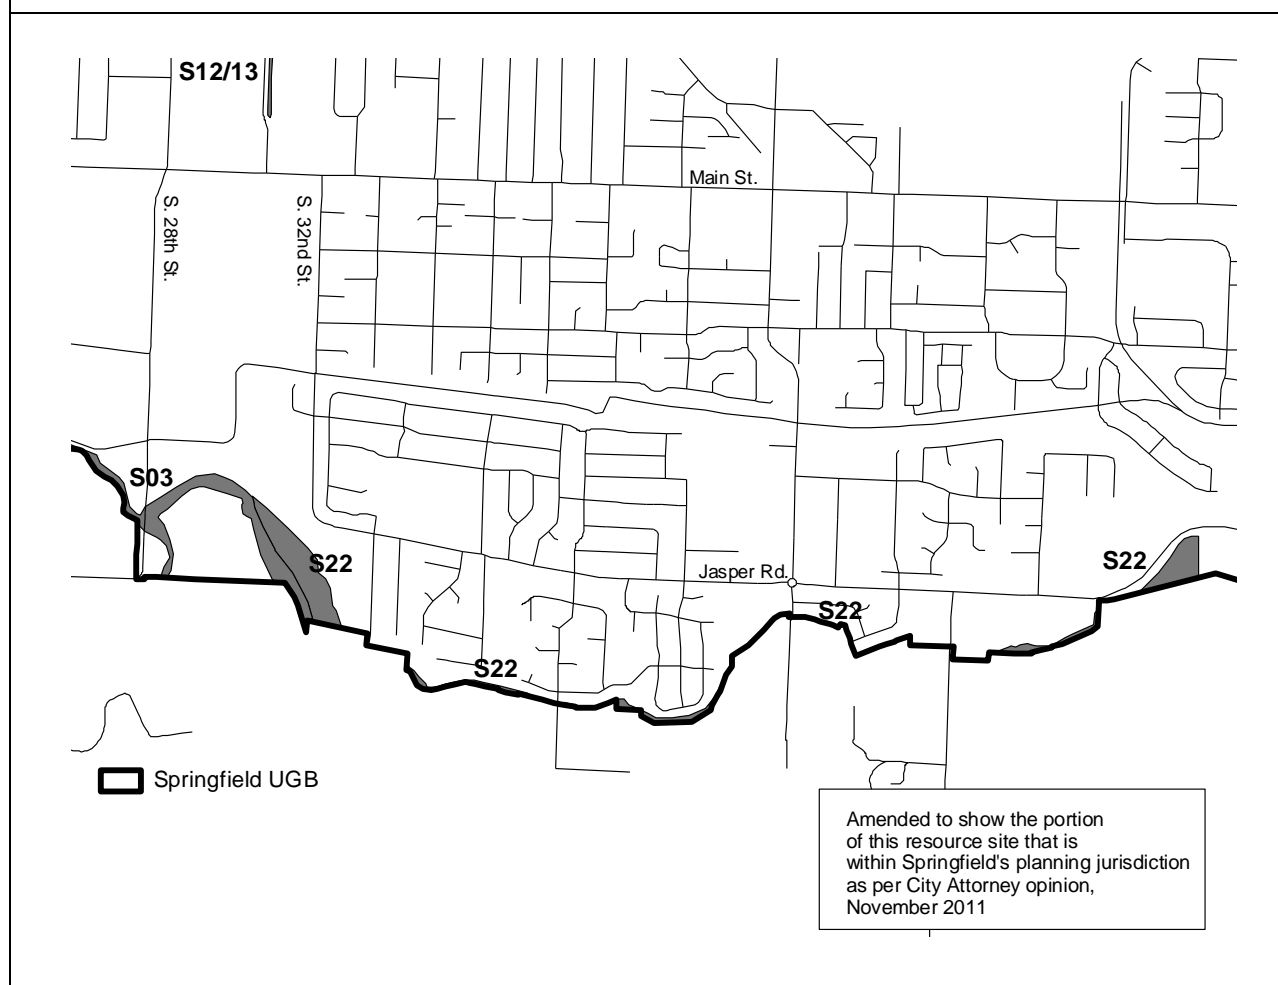 S12/13
Main St.
S. 28th St.
S. 32nd St.
S03
S22
S22
Jasper Rd.
S22
S22
Springfield UGB
Amended to show the portion
of this resource site that is
within Springfield's planning jurisdiction
as per City Attorney opinion,
November 2011